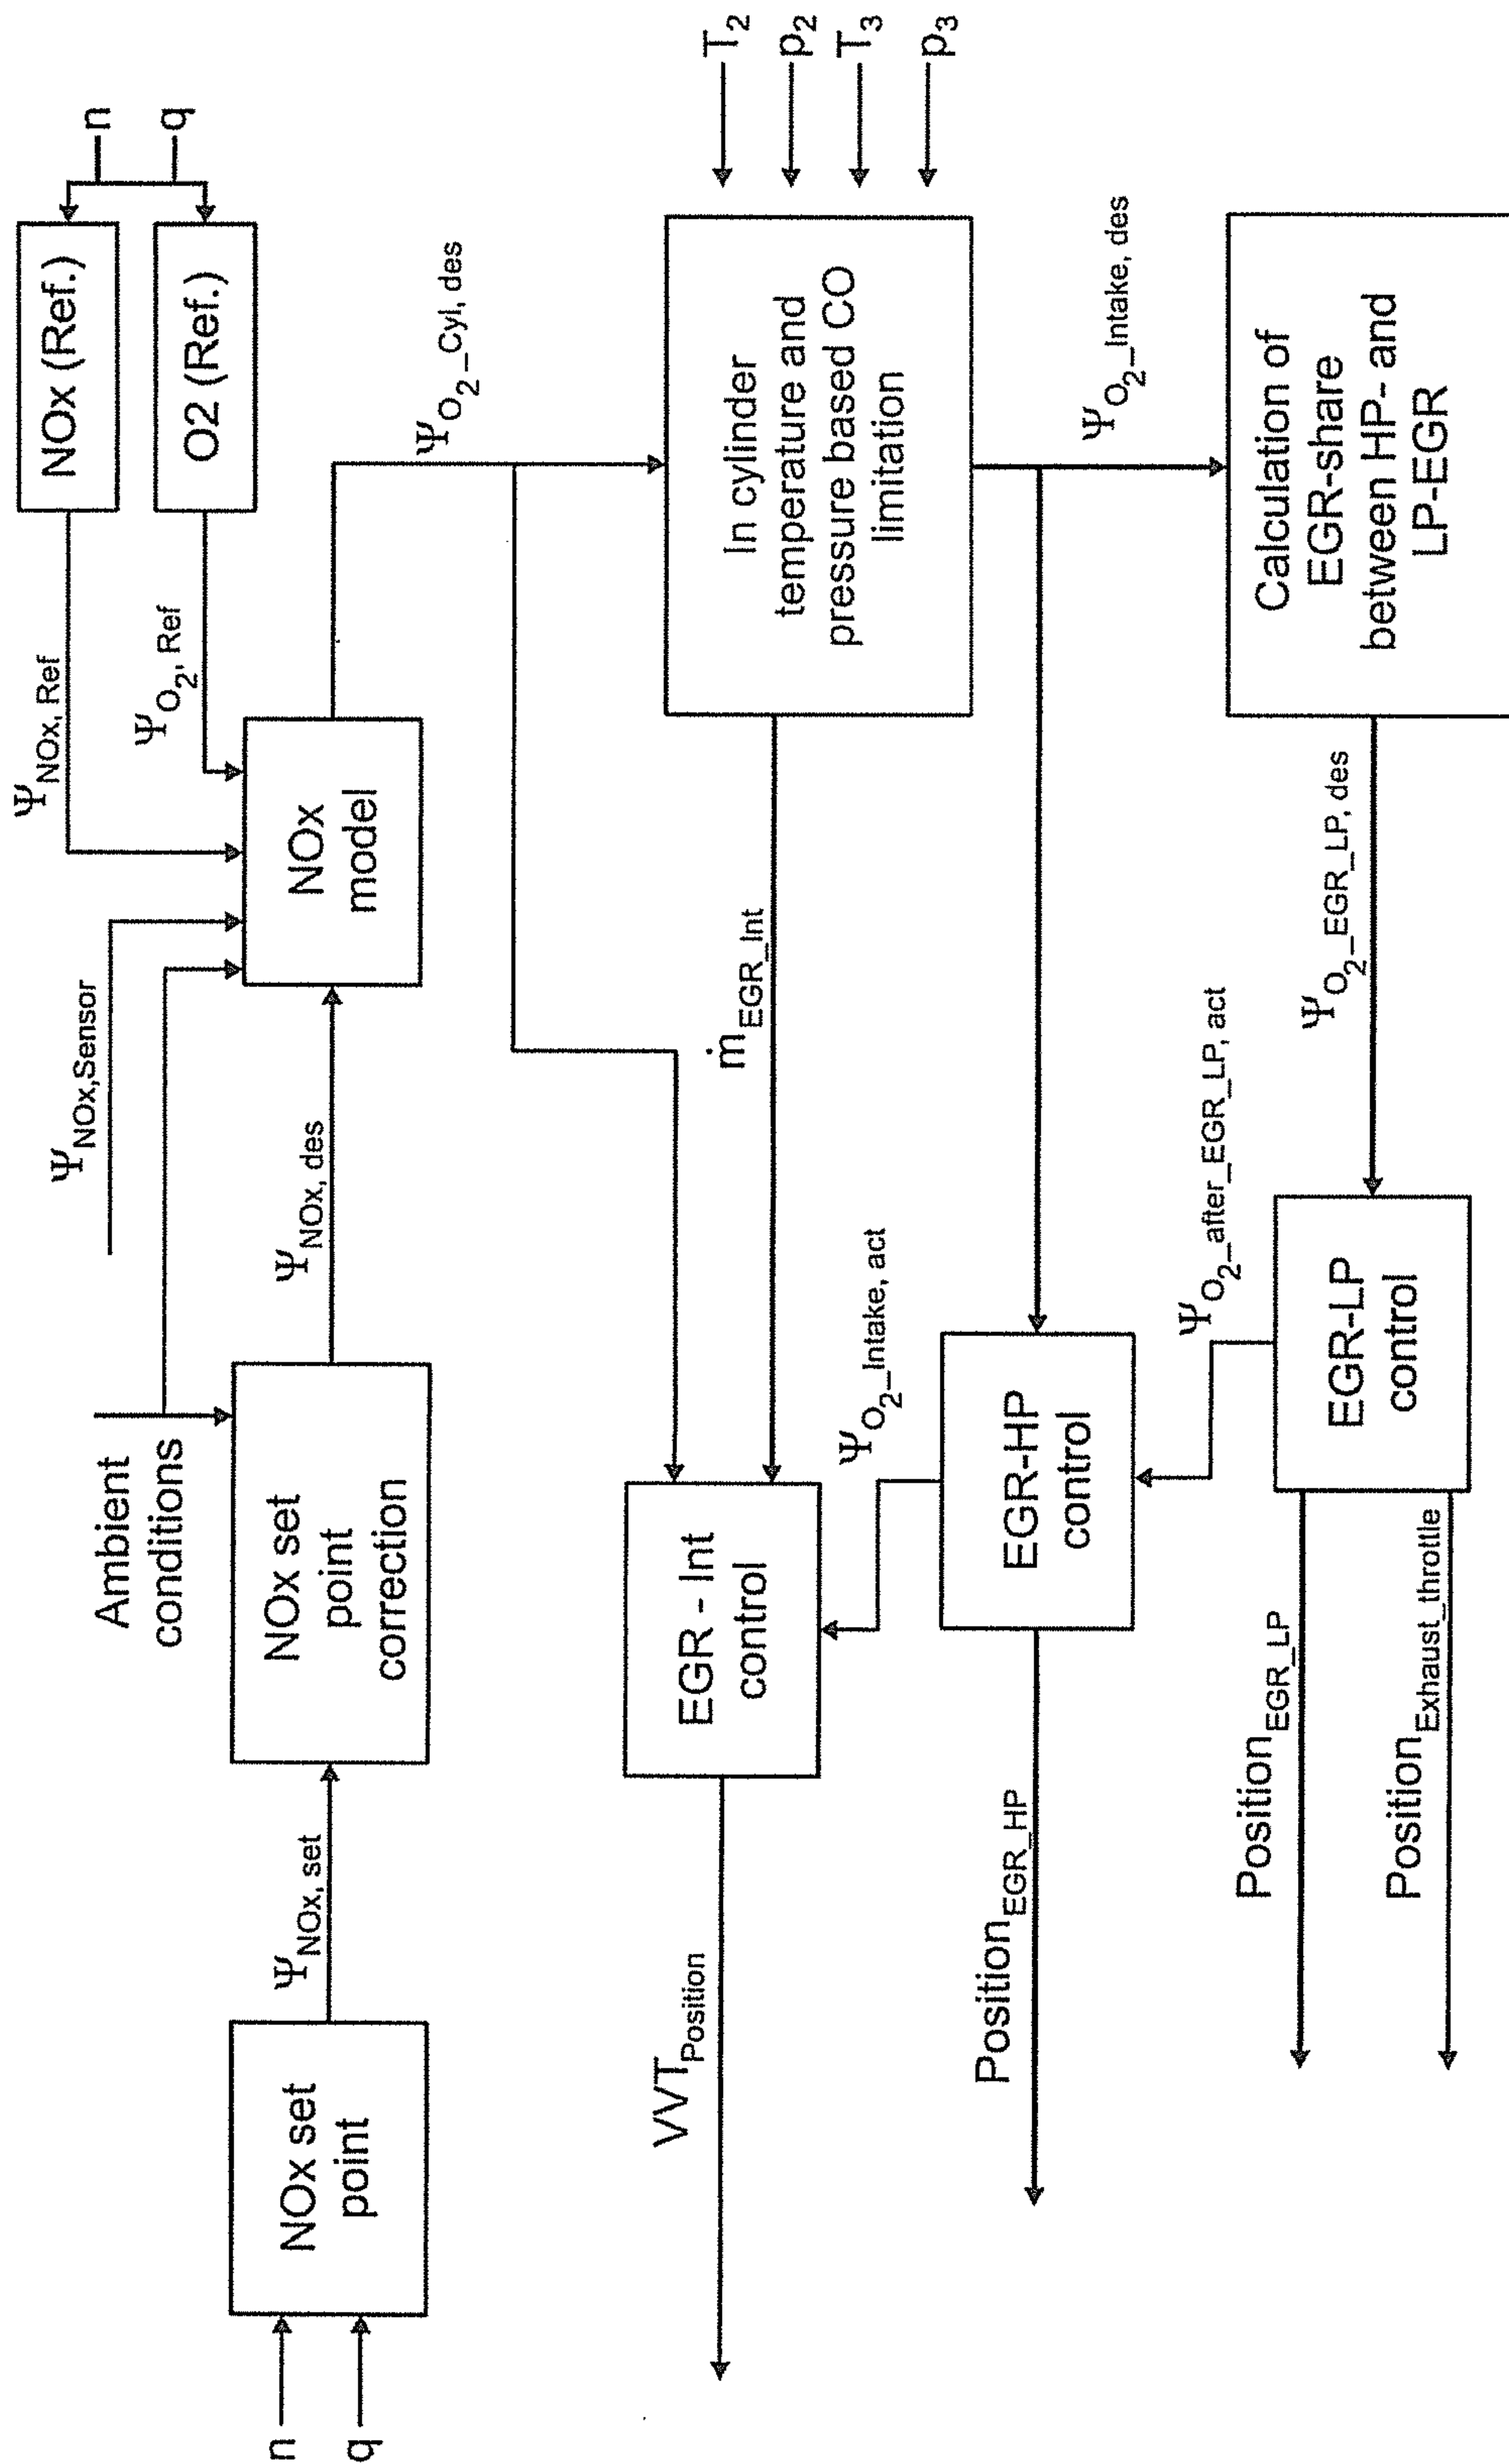 n
q
NOx set
point
Ψ_NOx, set
Ambient
conditions
NOx set
point
correction
Ψ_NOx, des
Ψ_NOx,Sensor
NOx
model
Ψ_NOx, Ref
Ψ_O₂, Ref
NOx (Ref.)
O2 (Ref.)
n
q
Ψ_O₂_Cyl, des
In cylinder
temperature and
pressure based CO
limitation
T₂
p₂
T₃
p₃
ṁ_EGR_Int
EGR - Int
control
VVT_Position
Ψ_O₂_Intake, des
Ψ_O₂_Intake, act
EGR-HP
control
Position_EGR_HP
Calculation of
EGR-share
between HP- and
LP-EGR
Ψ_O₂_EGR_LP, des
Ψ_O₂_after_EGR_LP, act
EGR-LP
control
Position_EGR_LP
Position_Exhaust_throttle